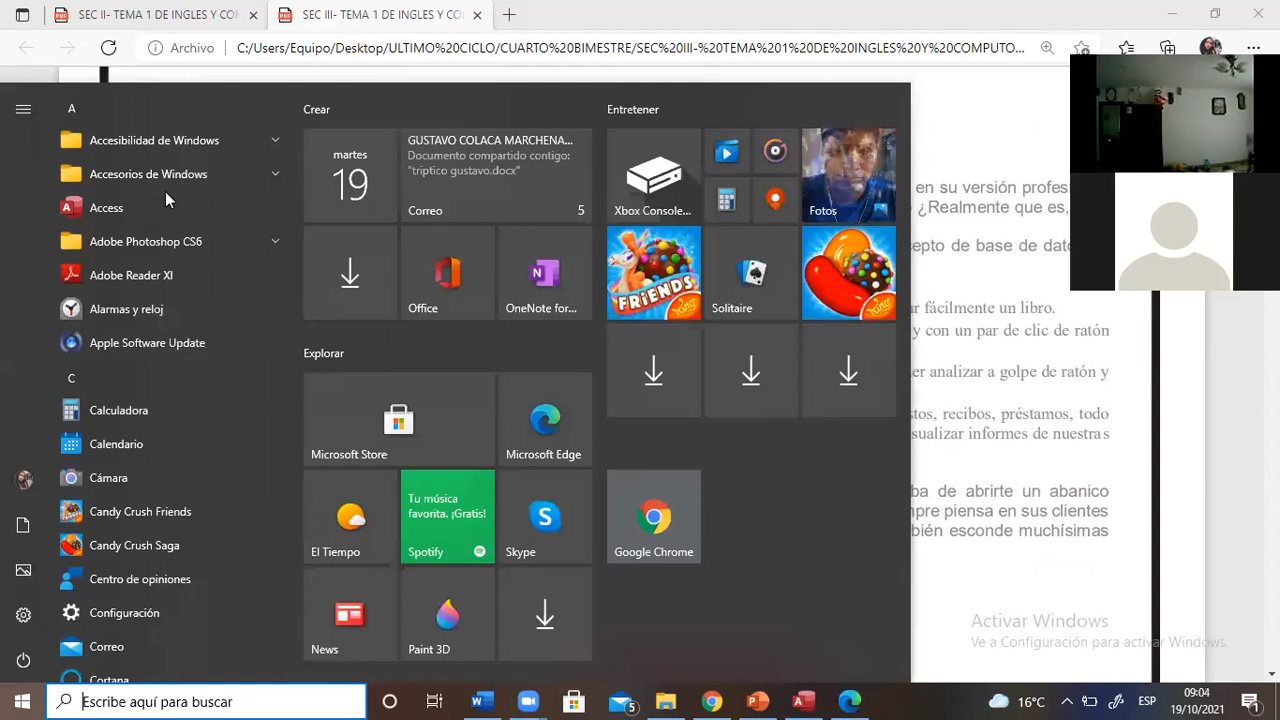 SEC II- TEMA 1 DE INGLES Y CO
SEC III- TEMA 1 DE INGLES Y CO
Archivo
C:/Users/Equipo/Desktop/ULTIMO%20CICLO/CUARTO%20BIMESTRE/SEC%20III-%20TEMA%201%20DE%20INGLES%20Y%20COMPUTO...
A
Accesibilidad de Windows
Accesorios de Windows
Access
Adobe Photoshop CS6
Adobe Reader XI
Alarmas y reloj
Apple Software Update
C
Calculadora
Calendario
Cámara
Candy Crush Friends
Candy Crush Saga
Centro de opiniones
Configuración
Correo
Cortana
Crear
martes
19
GUSTAVO COLACA MARCHENA...
Documento compartido contigo:
"triptico gustavo.docx"
Correo
5
Office
OneNote for...
Explorar
Microsoft Store
Microsoft Edge
El Tiempo
Tu música
favorita. ¡Gratis!
Spotify
Skype
News
Paint 3D
Entretener
Xbox Console...
Fotos
FRIENDS
King
Solitaire
King
Google Chrome
en su versión profes
¿Realmente que es,
cepto de base de dato
ar fácilmente un libro.
y con un par de clic de ratón
er analizar a golpe de ratón y
stos, recibos, préstamos, todo
sualizar informes de nuestras
ba de abrirte un abanico
mpre piensa en sus clientes
bién esconde muchísimas
Activar Windows
Ve a Configuración para activar Windows.
Escribe aquí para buscar
5
16°C
ESP
09:04
19/10/2021
1